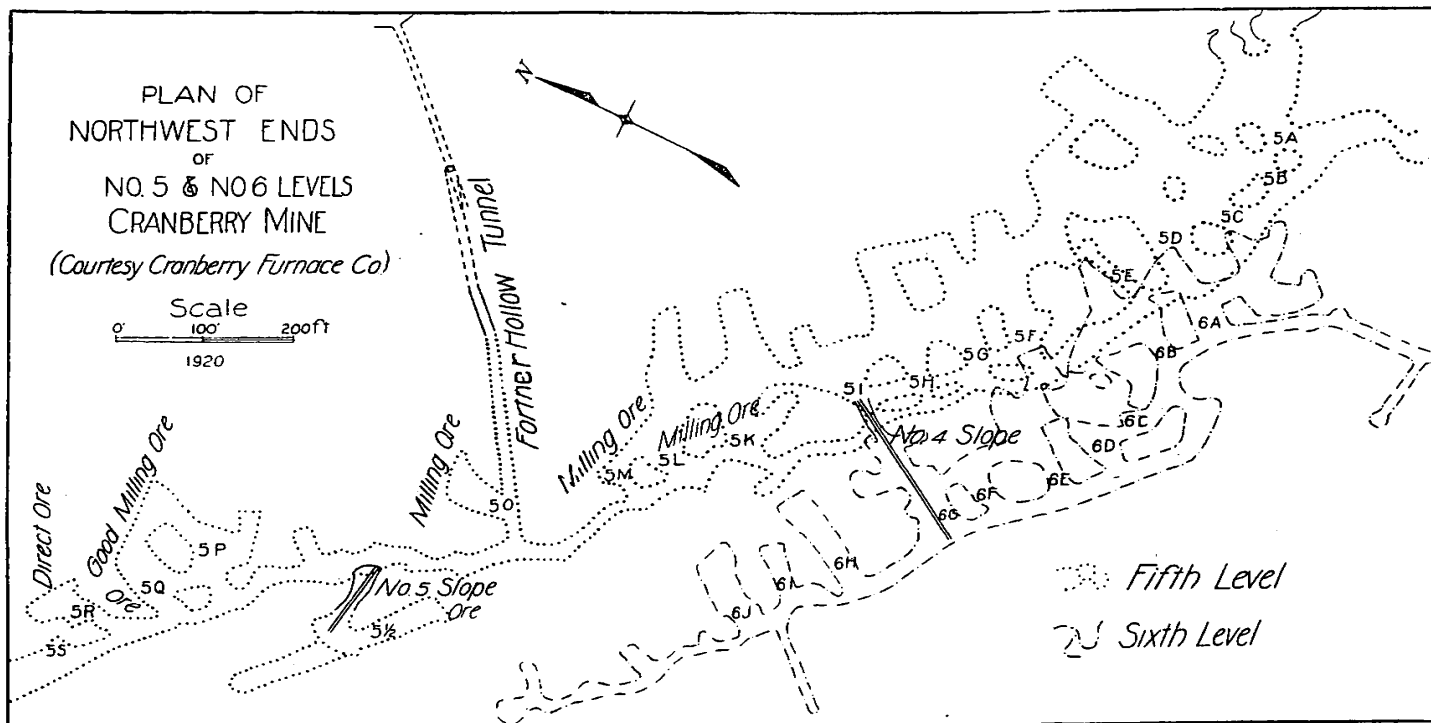 PLAN OF
NORTHWEST ENDS
OF
NO. 5 & NO 6 LEVELS
CRANBERRY MINE
(Courtesy Cranberry Furnace Co)
Scale
0' 100' 200ft
1920
N
Fortner Hollow Tunnel
5A
5B
5C
5D
5E
5F
5G
5H
5I
5K
5L
5M
Milling Ore
Milling Ore
Milling Ore
5O
Good Milling Ore
Direct Ore
5P
5Q
Ore
5R
5S
No. 5 Slope
5½
Ore
No. 4 Slope
6A
6B
6C
6D
6E
6F
6G
6H
6I
6J
Fifth Level
Sixth Level